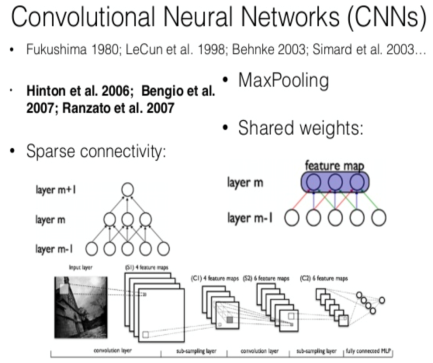 Convolutional Neural Networks (CNNs)
• Fukushima 1980; LeCun et al. 1998; Behnke 2003; Simard et al. 2003…
• Hinton et al. 2006; Bengio et al.
2007; Ranzato et al. 2007
• MaxPooling
• Shared weights:
• Sparse connectivity:
feature map
layer m+1
layer m
layer m-1
layer m
layer m-1
Input layer
(S1) 4 feature maps
(C1) 4 feature maps
(S2) 6 feature maps
(C2) 6 feature maps
convolution layer
sub-sampling layer
convolution layer
sub-sampling layer
fully connected MLP